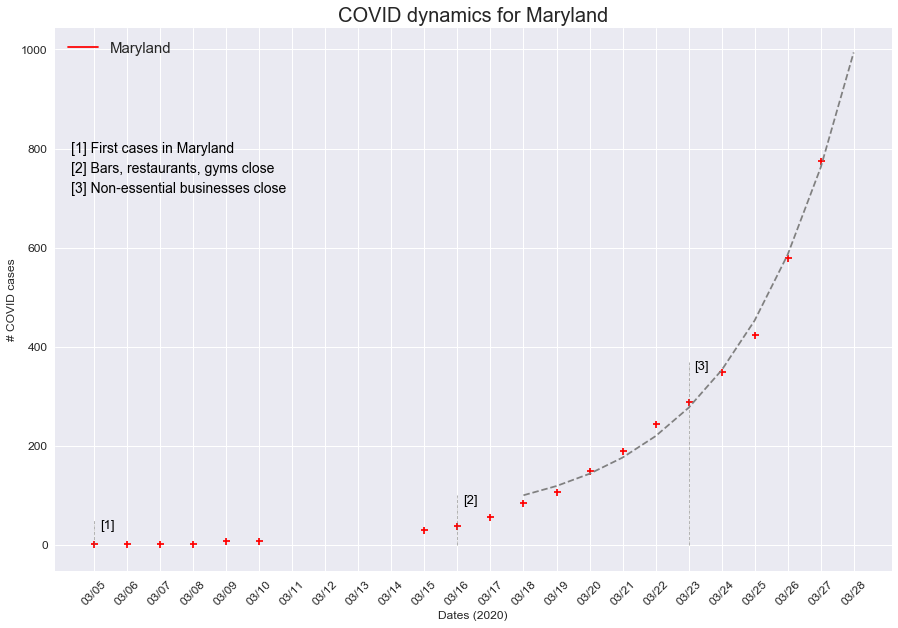 COVID dynamics for Maryland
Maryland
[1] First cases in Maryland
[2] Bars, restaurants, gyms close
[3] Non-essential businesses close
# COVID cases
1000
800
600
400
200
0
[1]
[2]
[3]
03/05 03/06 03/07 03/08 03/09 03/10 03/11 03/12 03/13 03/14 03/15 03/16 03/17 03/18 03/19 03/20 03/21 03/22 03/23 03/24 03/25 03/26 03/27 03/28
Dates (2020)